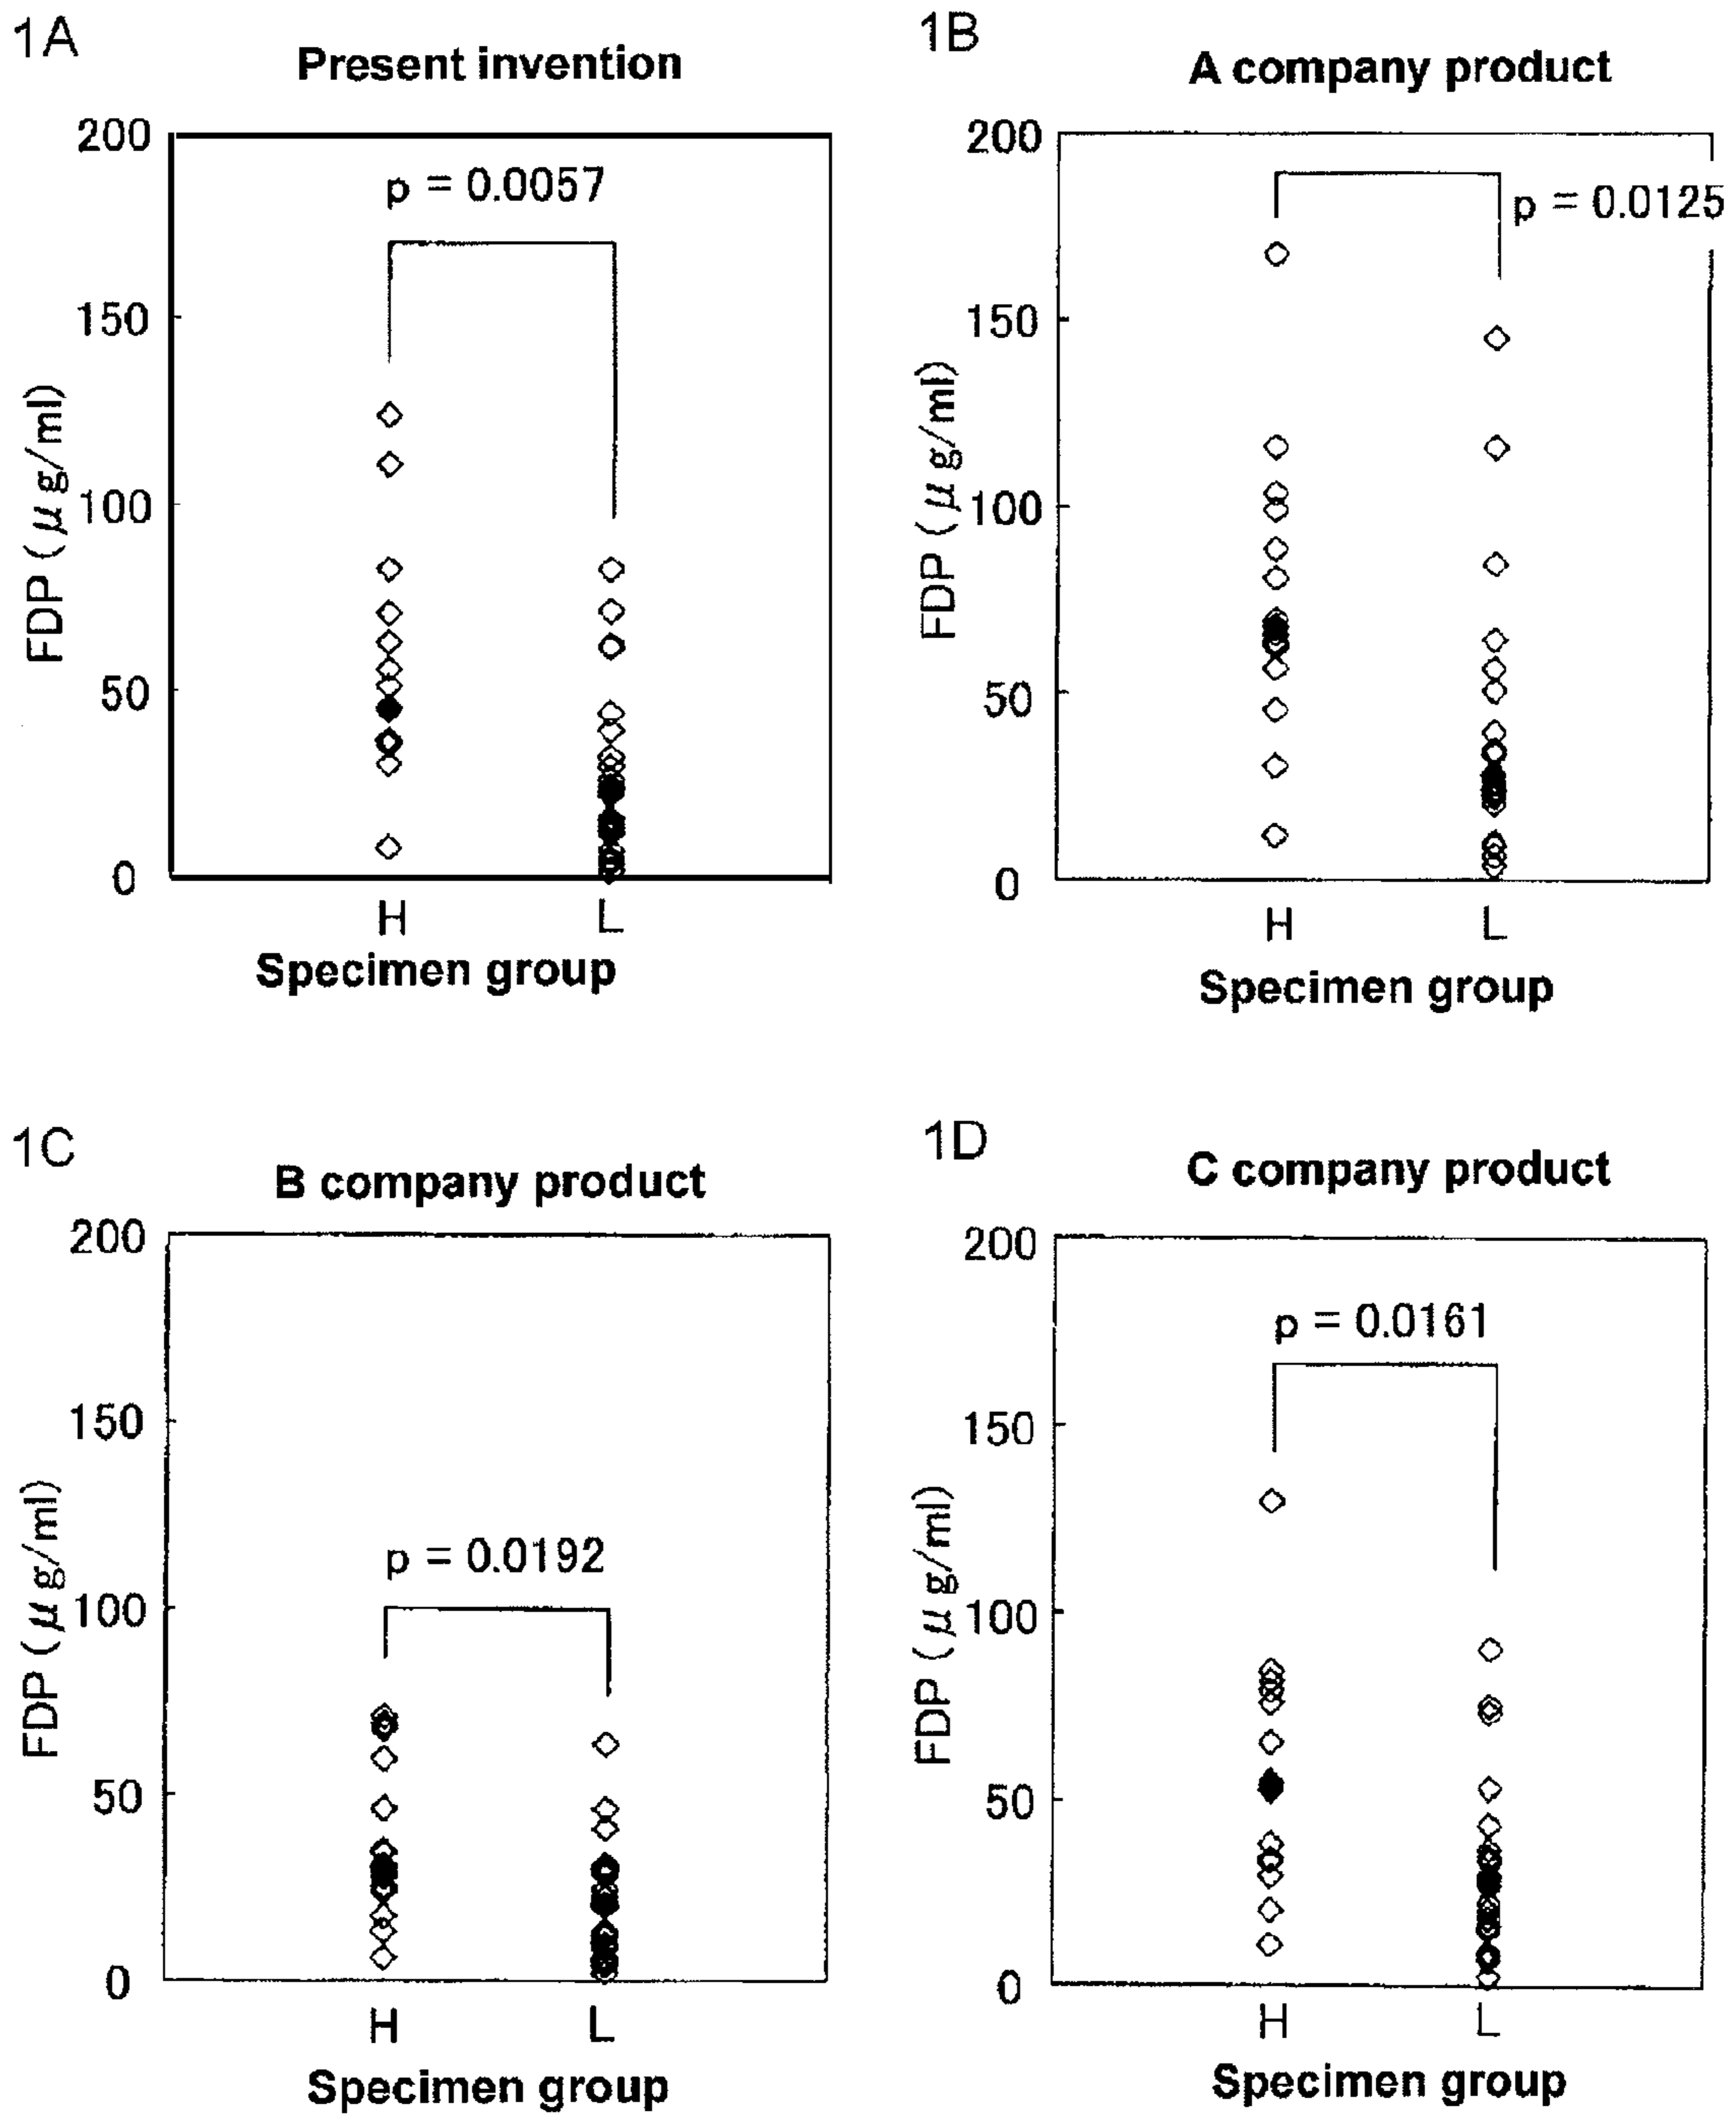 1A
Present invention
200
150
100
50
0
FDP (μg/ml)
p = 0.0057
H
L
Specimen group
1B
A company product
200
150
100
50
0
FDP (μg/ml)
p = 0.0125
H
L
Specimen group
1C
B company product
200
150
100
50
0
FDP (μg/ml)
p = 0.0192
H
L
Specimen group
1D
C company product
200
150
100
50
0
FDP (μg/ml)
p = 0.0161
H
L
Specimen group